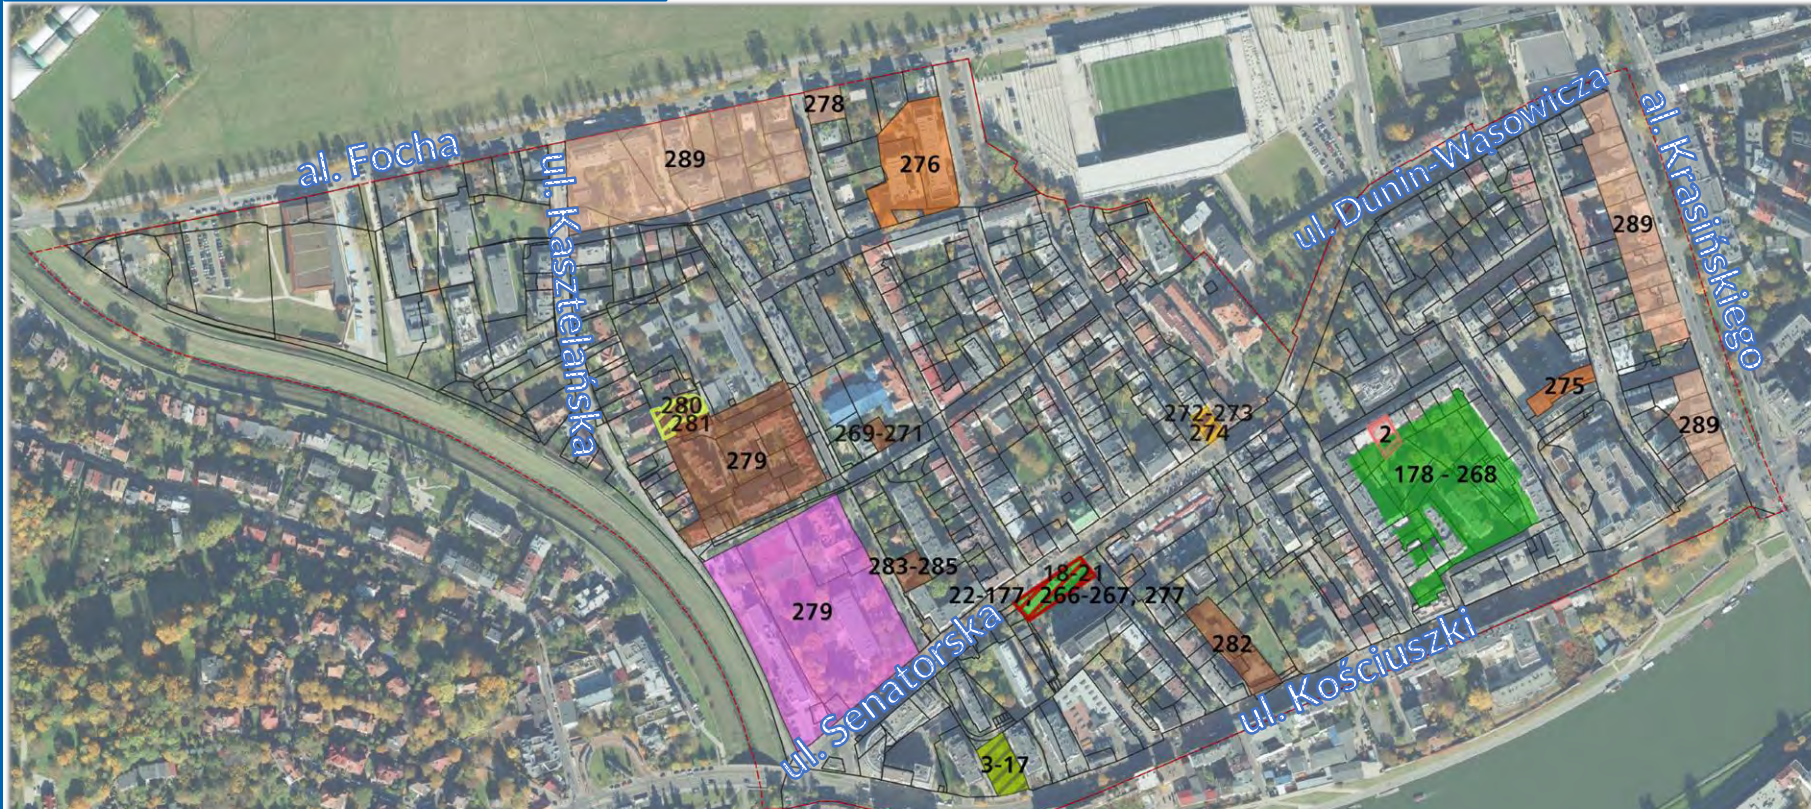 278
al. Focha
289
276
ul. Kasztelańska
ul. Dunin-Wąsowicza
al. Krasińskiego
289
280
281
279
269-271
272-273
274
275
2
289
178 - 268
283-285
18-21
22-177, 266-267, 277
279
282
ul. Senatorska
ul. Kościuszki
3-17